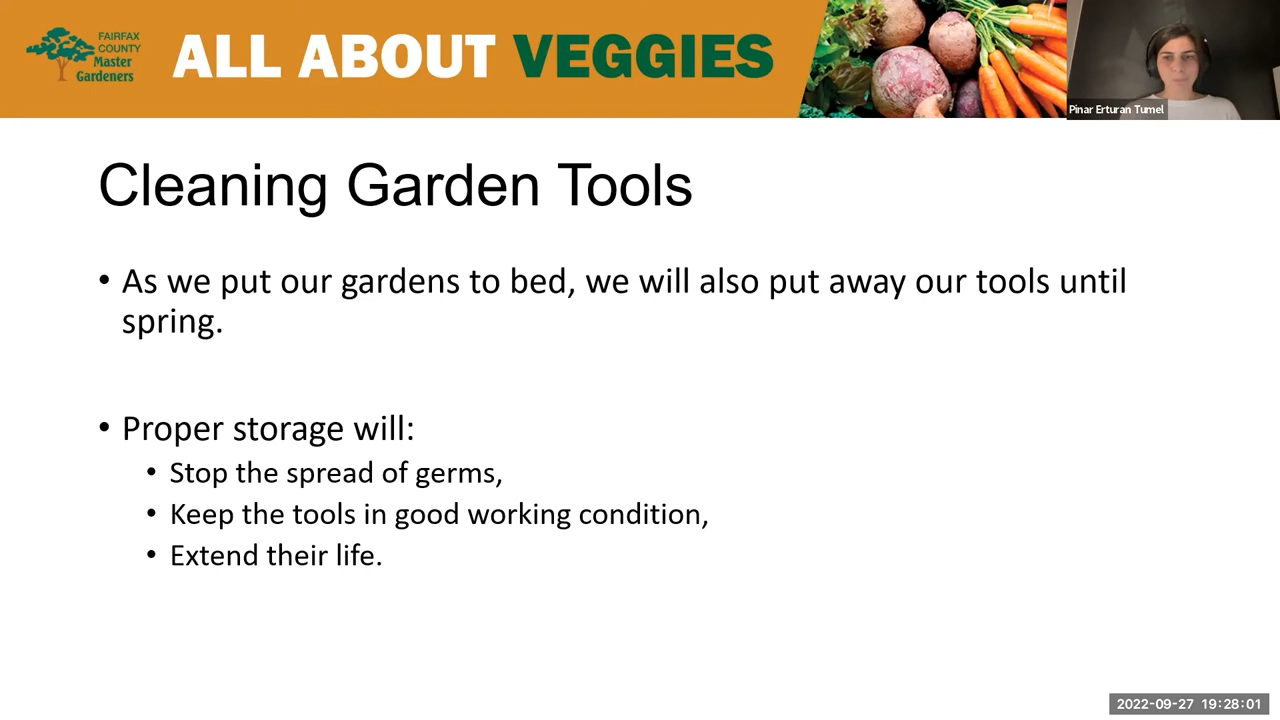 FAIRFAX
COUNTY
Master
Gardeners
ALL ABOUT VEGGIES
Pinar Erturan Tumel
Cleaning Garden Tools
• As we put our gardens to bed, we will also put away our tools until
spring.
• Proper storage will:
• Stop the spread of germs,
• Keep the tools in good working condition,
• Extend their life.
2022-09-27 19:28:01